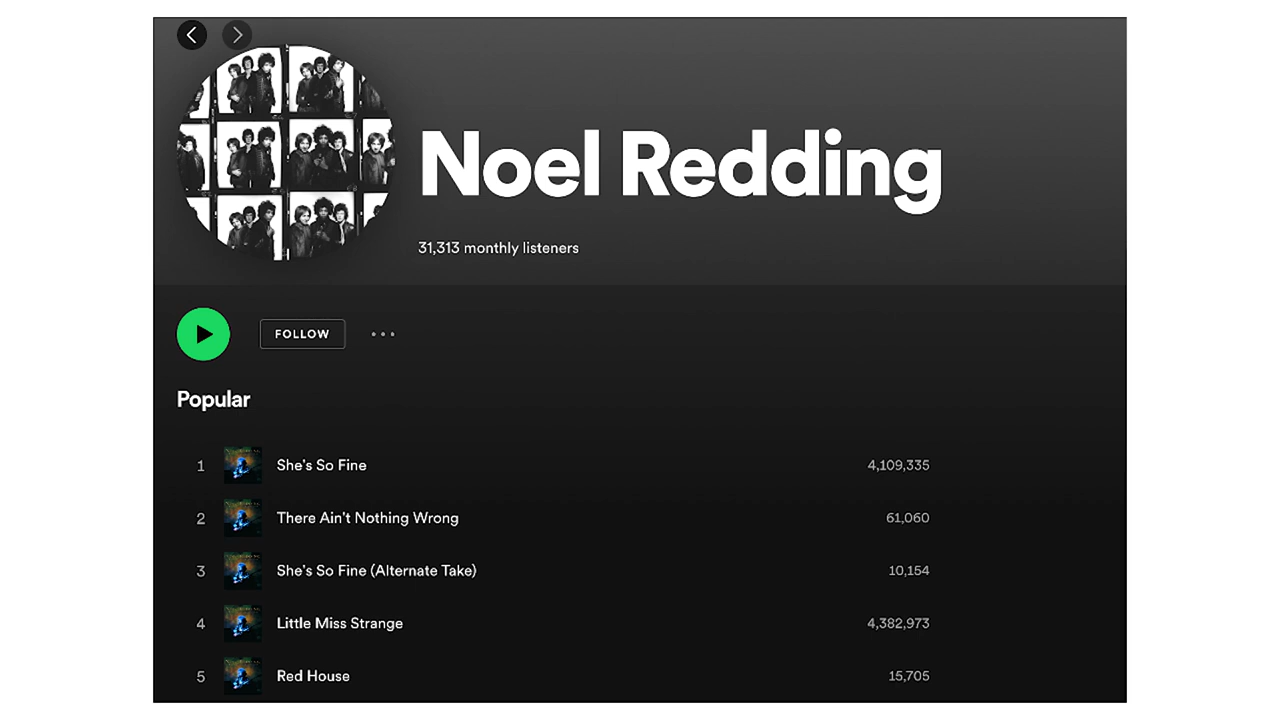 Noel Redding
31,313 monthly listeners
FOLLOW
Popular
1 She's So Fine 4,109,335
2 There Ain't Nothing Wrong 61,060
3 She's So Fine (Alternate Take) 10,154
4 Little Miss Strange 4,382,973
5 Red House 15,705